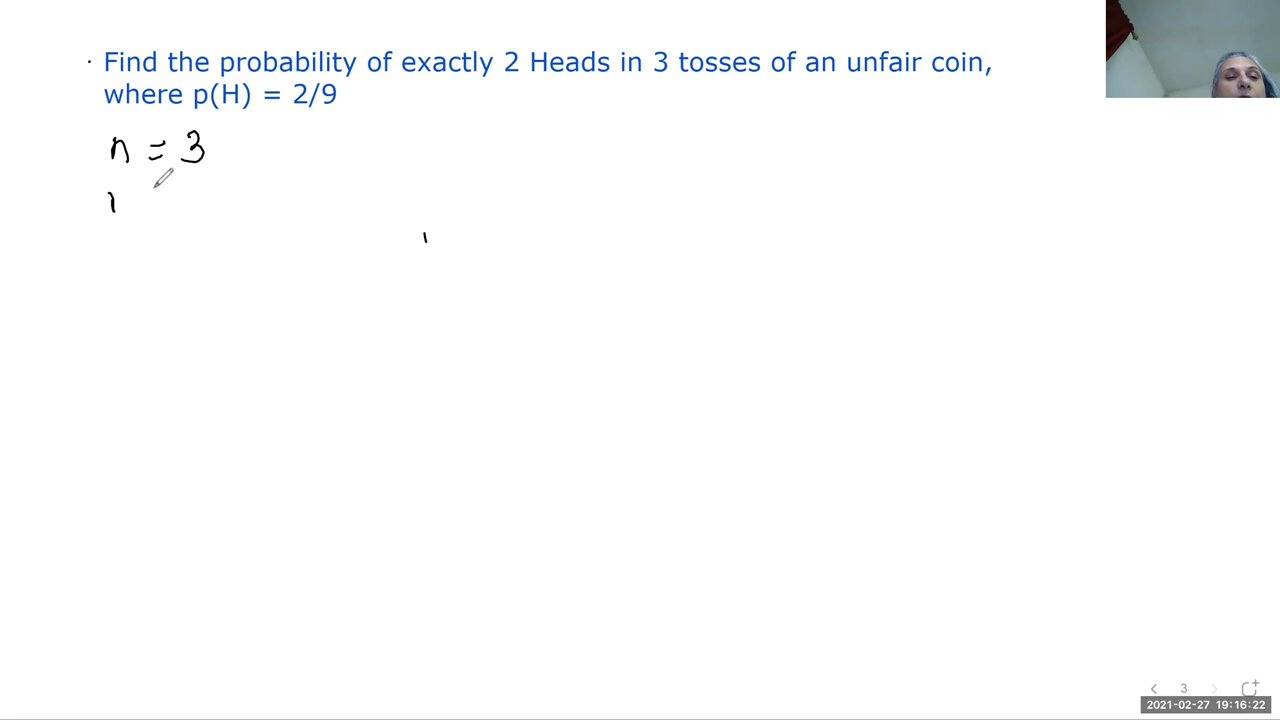 · Find the probability of exactly 2 Heads in 3 tosses of an unfair coin,
where p(H) = 2/9
n = 3
3
2021-02-27 19:16:22